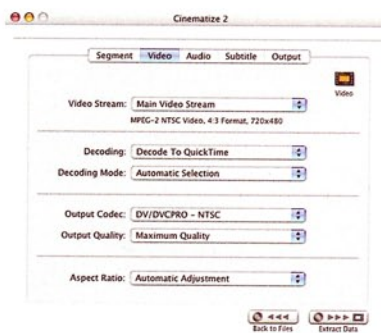 Cinematize 2
Segment Video Audio Subtitle Output
Video
Video Stream: Main Video Stream
MPEG-2 NTSC Video, 4:3 Format, 720x480
Decoding: Decode To QuickTime
Decoding Mode: Automatic Selection
Output Codec: DV/DVCPRO - NTSC
Output Quality: Maximum Quality
Aspect Ratio: Automatic Adjustment
Back to Files Extract Data